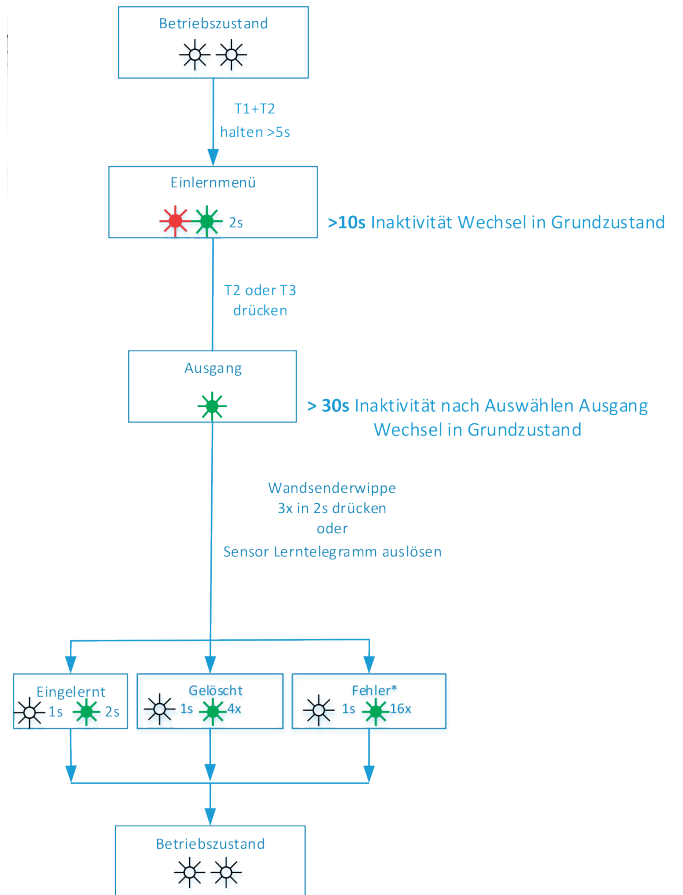 Betriebszustand
T1+T2
halten >5s
Einlernmenü
2s
>10s Inaktivität Wechsel in Grundzustand
T2 oder T3
drücken
Ausgang
> 30s Inaktivität nach Auswählen Ausgang
Wechsel in Grundzustand
Wandsenderwippe
3x in 2s drücken
oder
Sensor Lerntelegramm auslösen
Eingelernt
1s 2s
Gelöscht
1s 4x
Fehler*
1s 16x
Betriebszustand